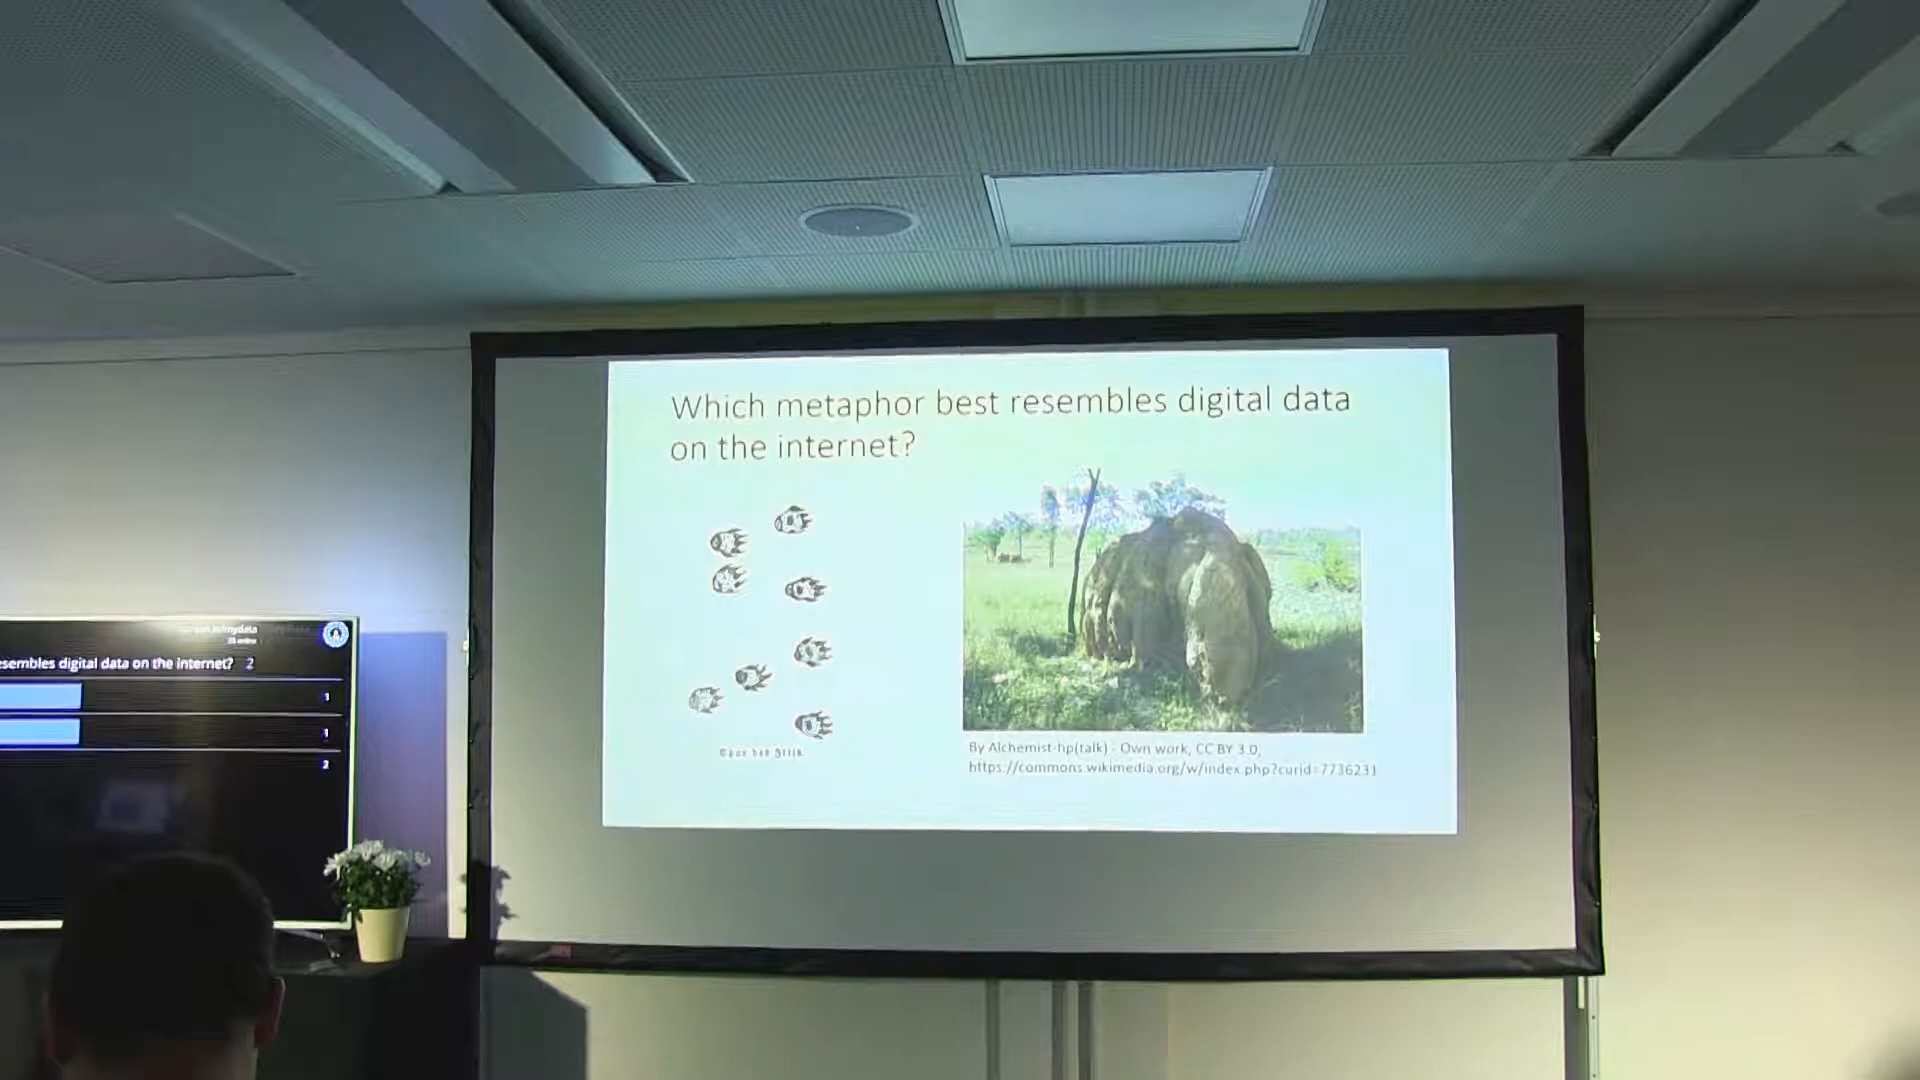 Which metaphor best resembles digital data
on the internet?
By Alchemist-hp(talk) - Own work, CC BY 3.0,
https://commons.wikimedia.org/w/index.php?curid=7736231
esembles digital data on the internet? 2
1
1
2